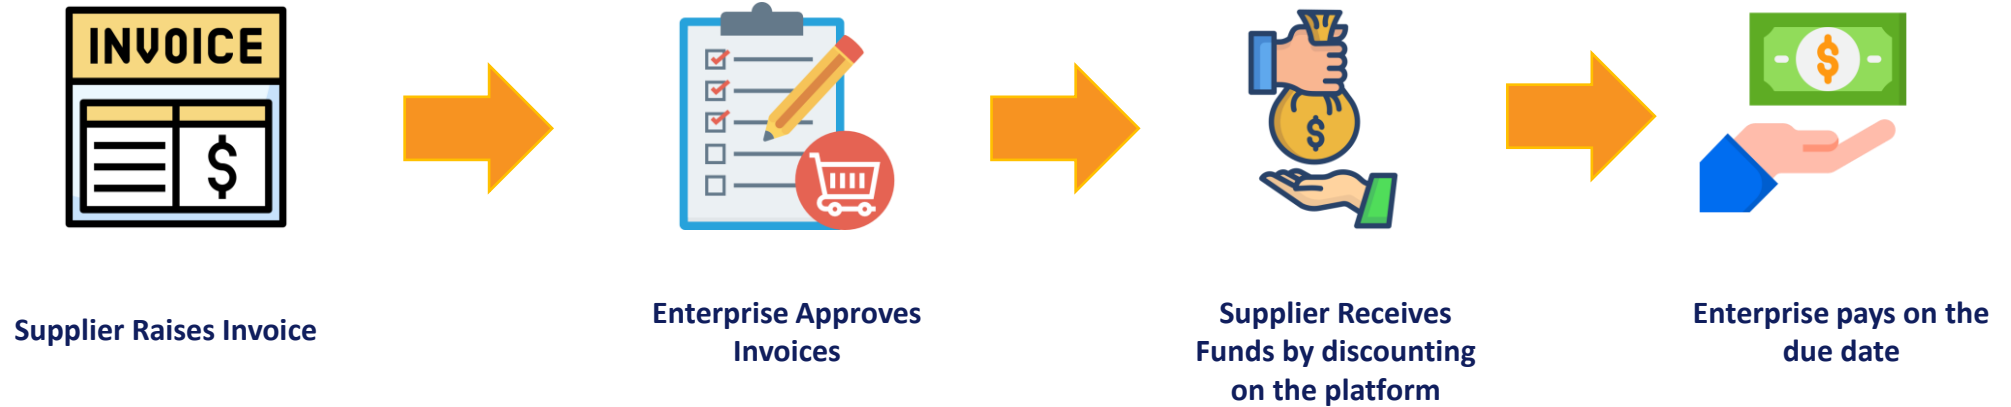 INVOICE
$
$
$
Supplier Raises Invoice
Enterprise Approves
Invoices
Supplier Receives
Funds by discounting
on the platform
Enterprise pays on the
due date